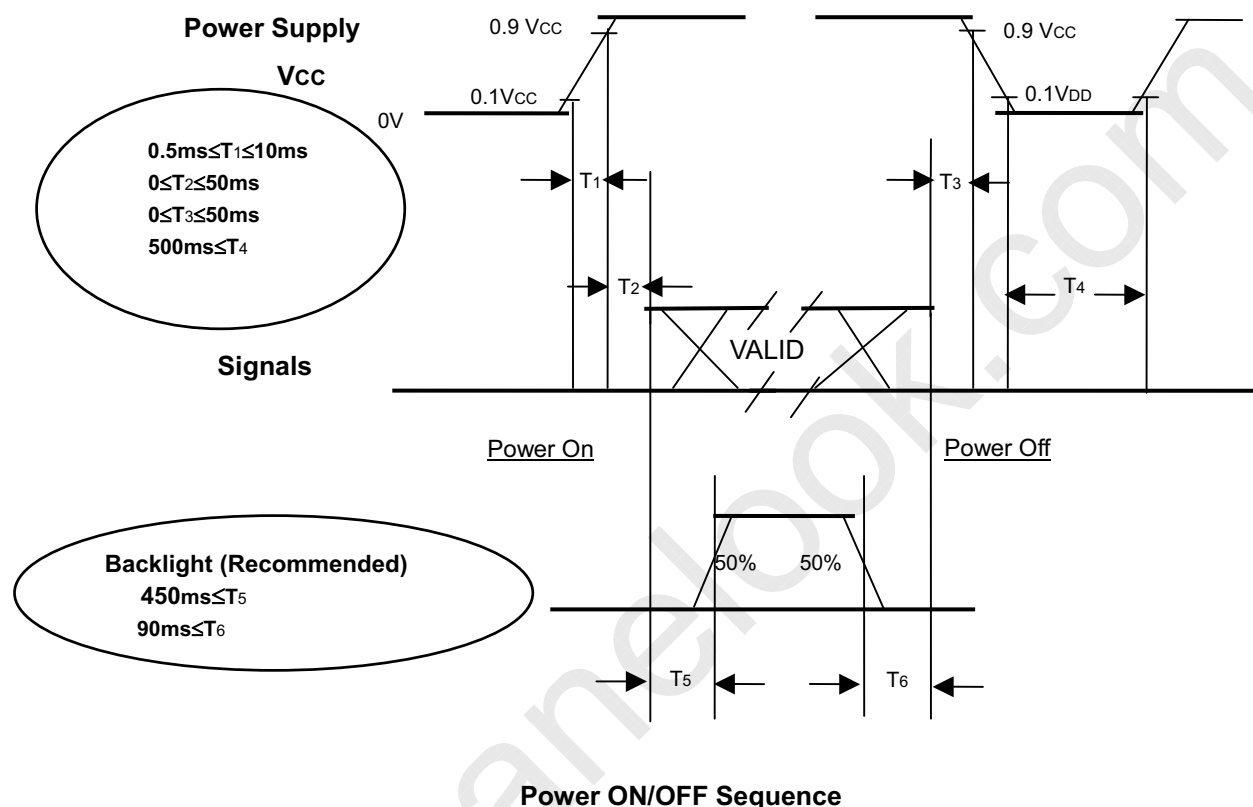 Power Supply
VCC
0.9 VCC
0.9 VCC
0.1VCC
0.1VDD
0V
0.5ms≤T1≤10ms
0≤T2≤50ms
0≤T3≤50ms
500ms≤T4
T1
T3
T2
T4
VALID
Signals
Power On
Power Off
Backlight (Recommended)
450ms≤T5
90ms≤T6
50%
50%
T5
T6
Power ON/OFF Sequence
anelook.com